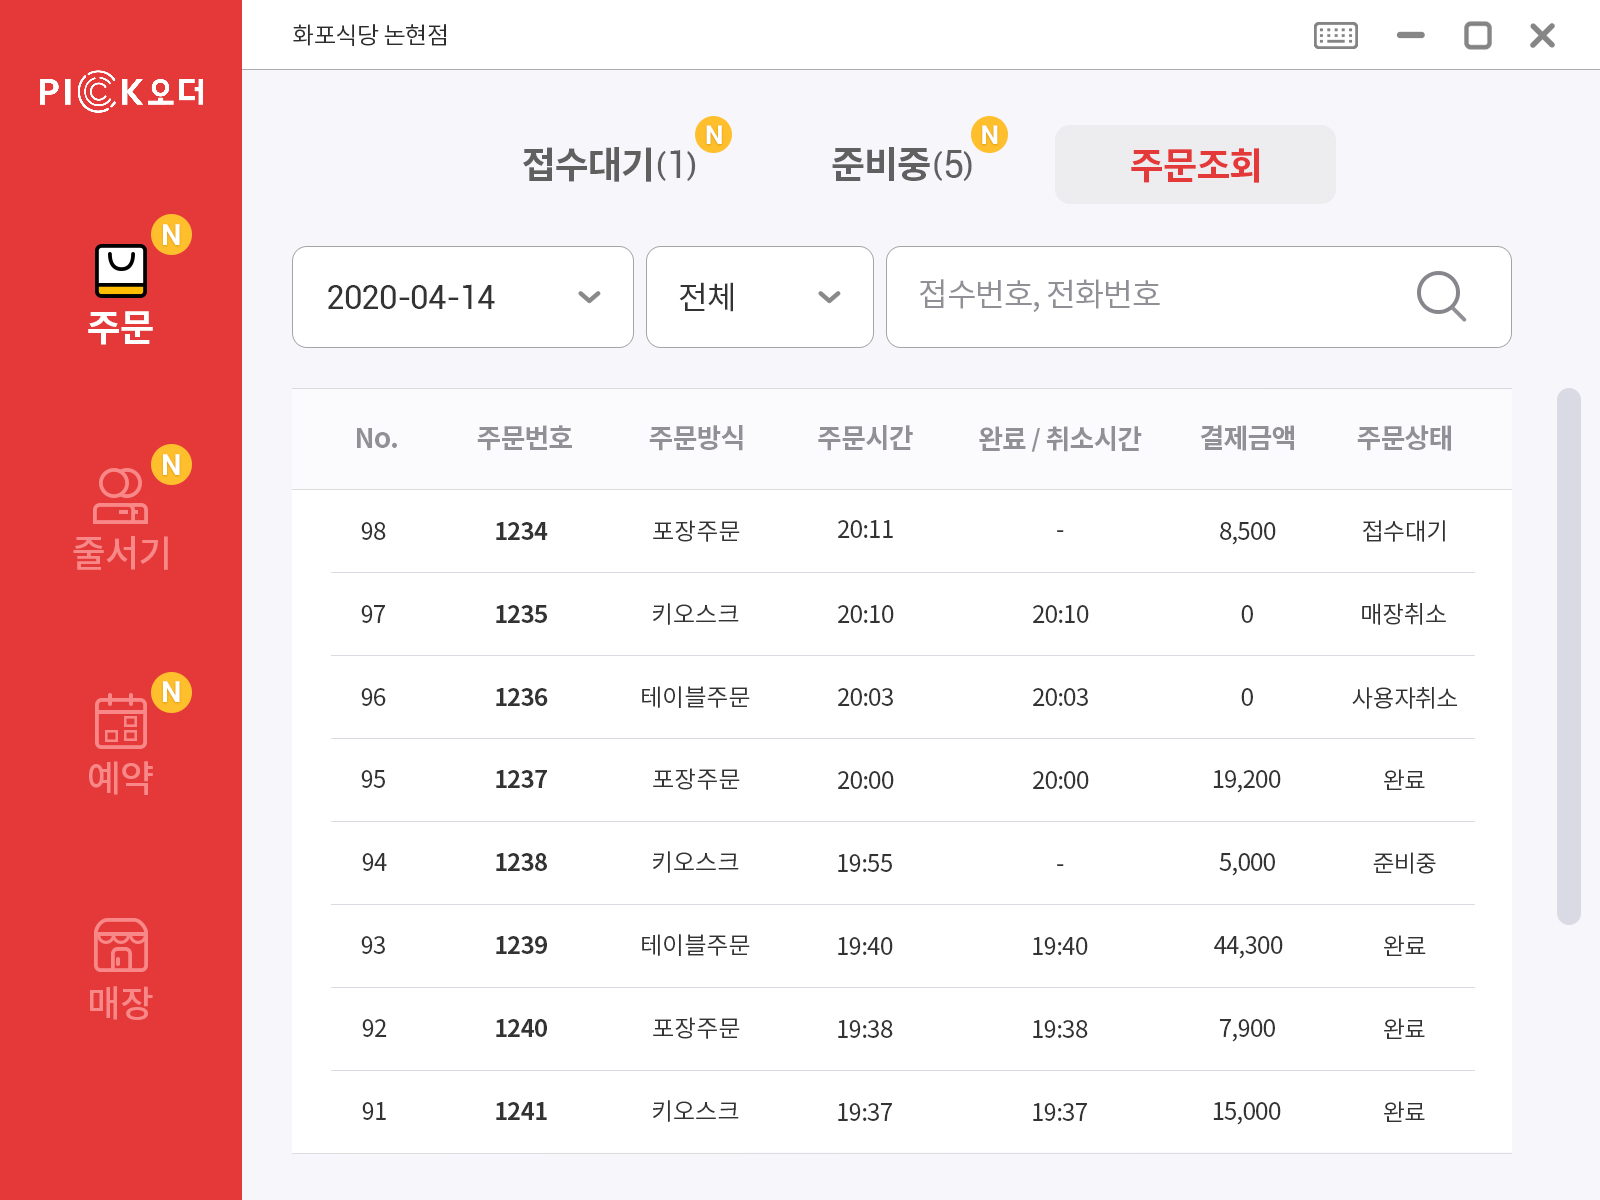 화포식당 논현점
PICK오더
N
주문
N
줄서기
N
예약
매장
접수대기(1) N
준비중(5) N
주문조회
2020-04-14
전체
접수번호, 전화번호
No. 주문번호 주문방식 주문시간 완료 / 취소시간 결제금액 주문상태
98 1234 포장주문 20:11 - 8,500 접수대기
97 1235 키오스크 20:10 20:10 0 매장취소
96 1236 테이블주문 20:03 20:03 0 사용자취소
95 1237 포장주문 20:00 20:00 19,200 완료
94 1238 키오스크 19:55 - 5,000 준비중
93 1239 테이블주문 19:40 19:40 44,300 완료
92 1240 포장주문 19:38 19:38 7,900 완료
91 1241 키오스크 19:37 19:37 15,000 완료